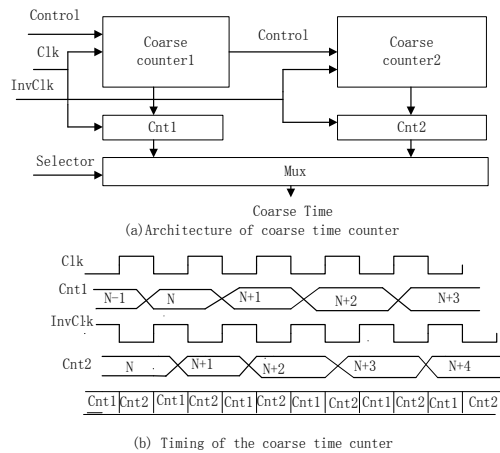 Control
Clk
InvClk
Coarse
counter1
Control
Coarse
counter2
Cnt1
Cnt2
Selector
Mux
Coarse Time
(a)Architecture of coarse time counter
Clk
Cnt1
N-1
N
N+1
N+2
N+3
InvClk
Cnt2
N
N+1
N+2
N+3
N+4
Cnt1 Cnt2 Cnt1 Cnt2 Cnt1 Cnt2 Cnt1 Cnt2 Cnt1 Cnt2 Cnt1 Cnt2
(b) Timing of the coarse time cunter